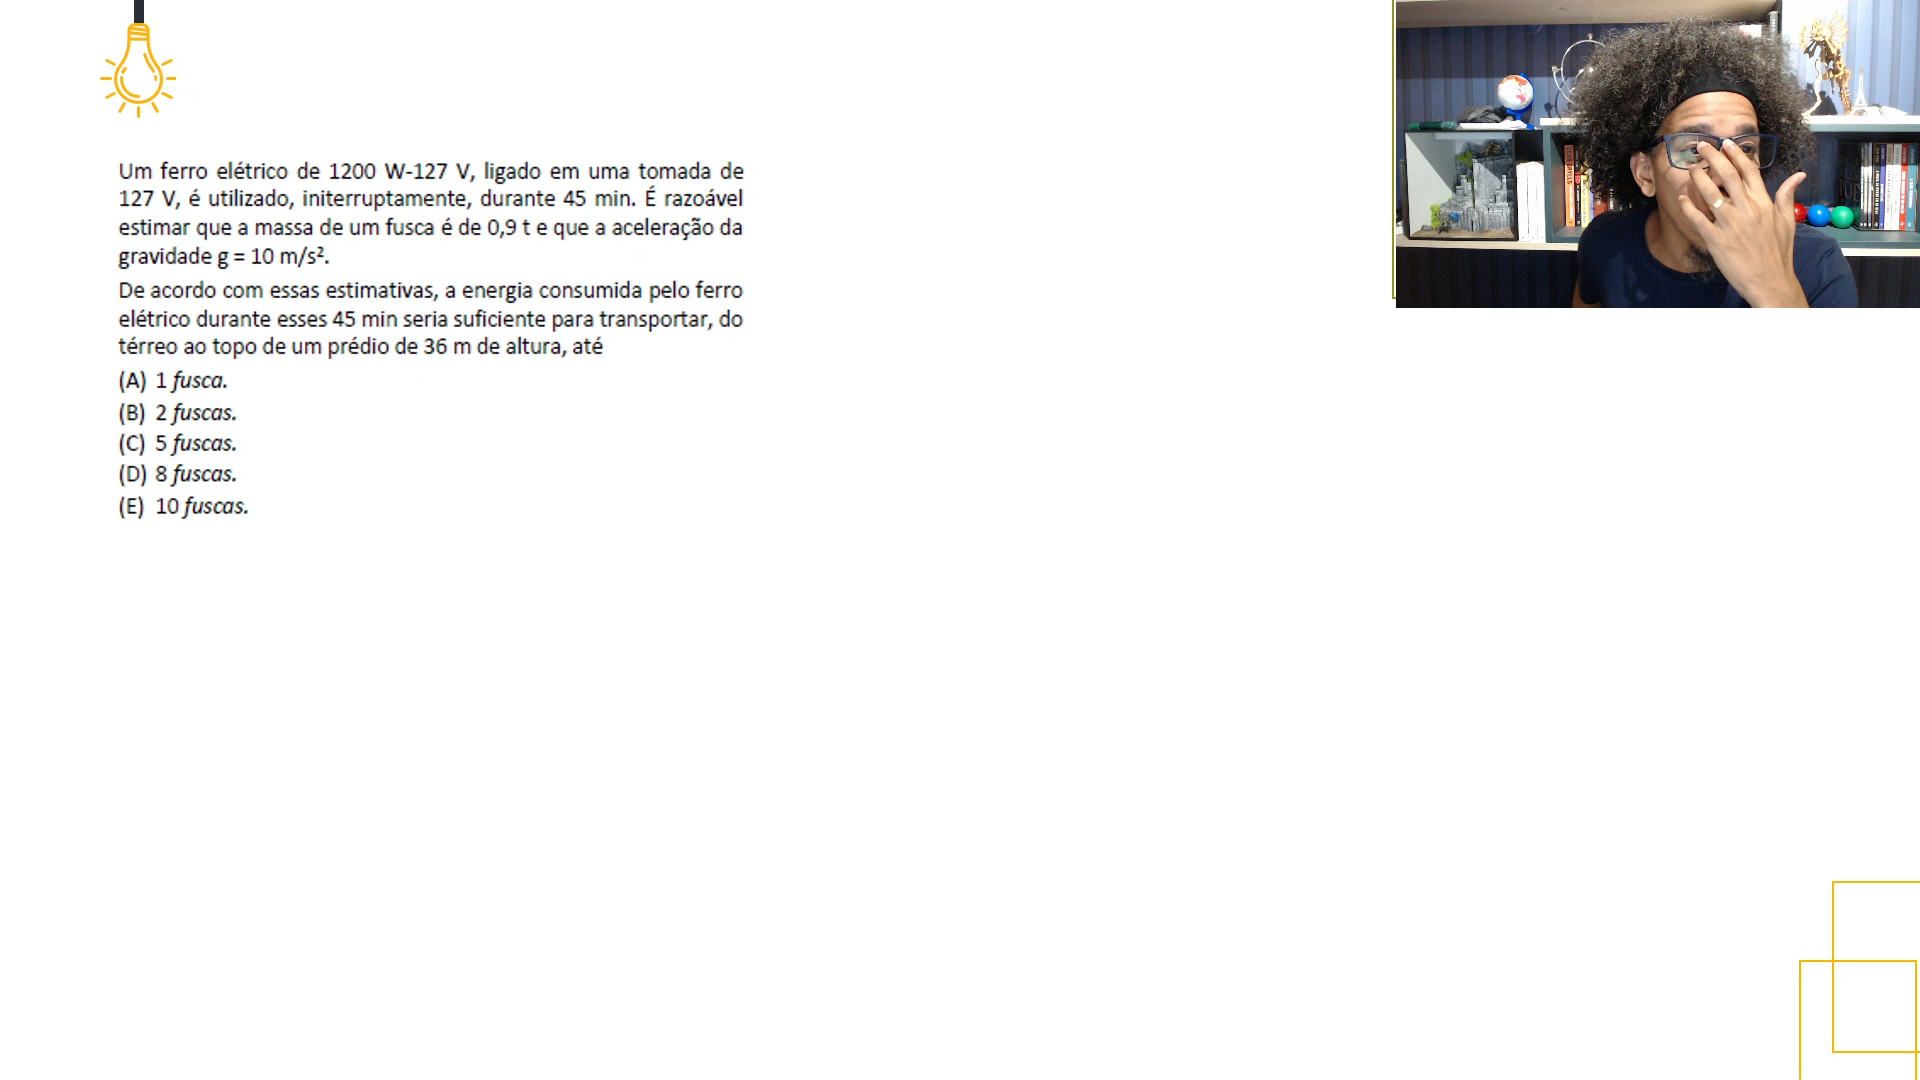 Um ferro elétrico de 1200 W-127 V, ligado em uma tomada de
127 V, é utilizado, initerruptamente, durante 45 min. É razoável
estimar que a massa de um fusca é de 0,9 t e que a aceleração da
gravidade g = 10 m/s².
De acordo com essas estimativas, a energia consumida pelo ferro
elétrico durante esses 45 min seria suficiente para transportar, do
térreo ao topo de um prédio de 36 m de altura, até
(A) 1 fusca.
(B) 2 fuscas.
(C) 5 fuscas.
(D) 8 fuscas.
(E) 10 fuscas.